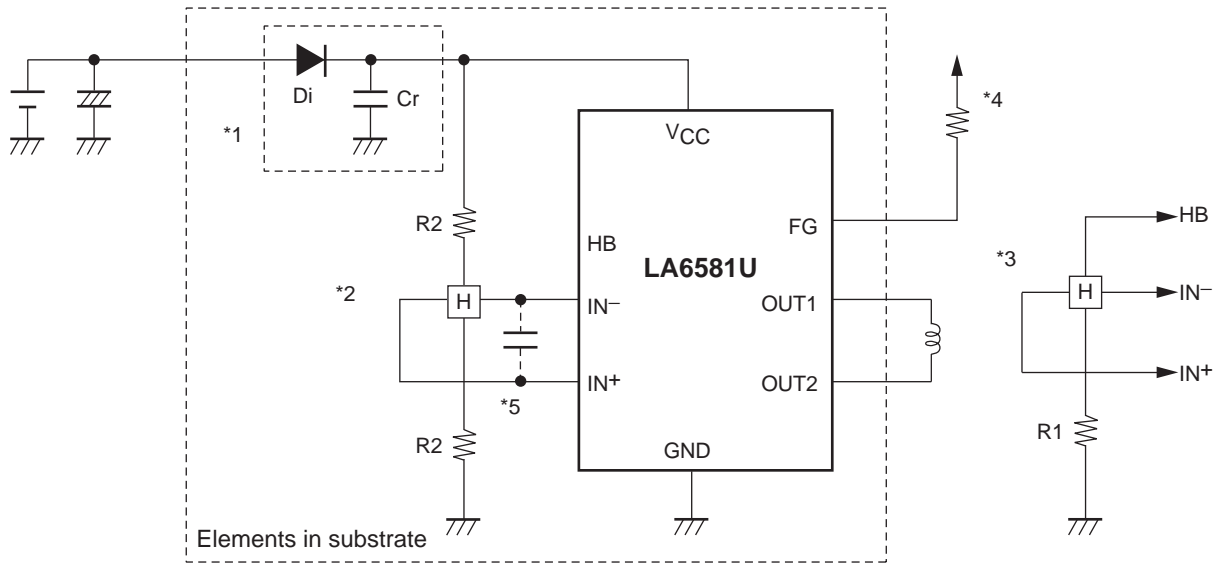 *4
Di
Cr
*1
VCC
R2
FG
HB
HB
LA6581U
*3
*2
H
IN–
OUT1
H
IN–
IN+
OUT2
IN+
*5
R2
R1
GND
Elements in substrate